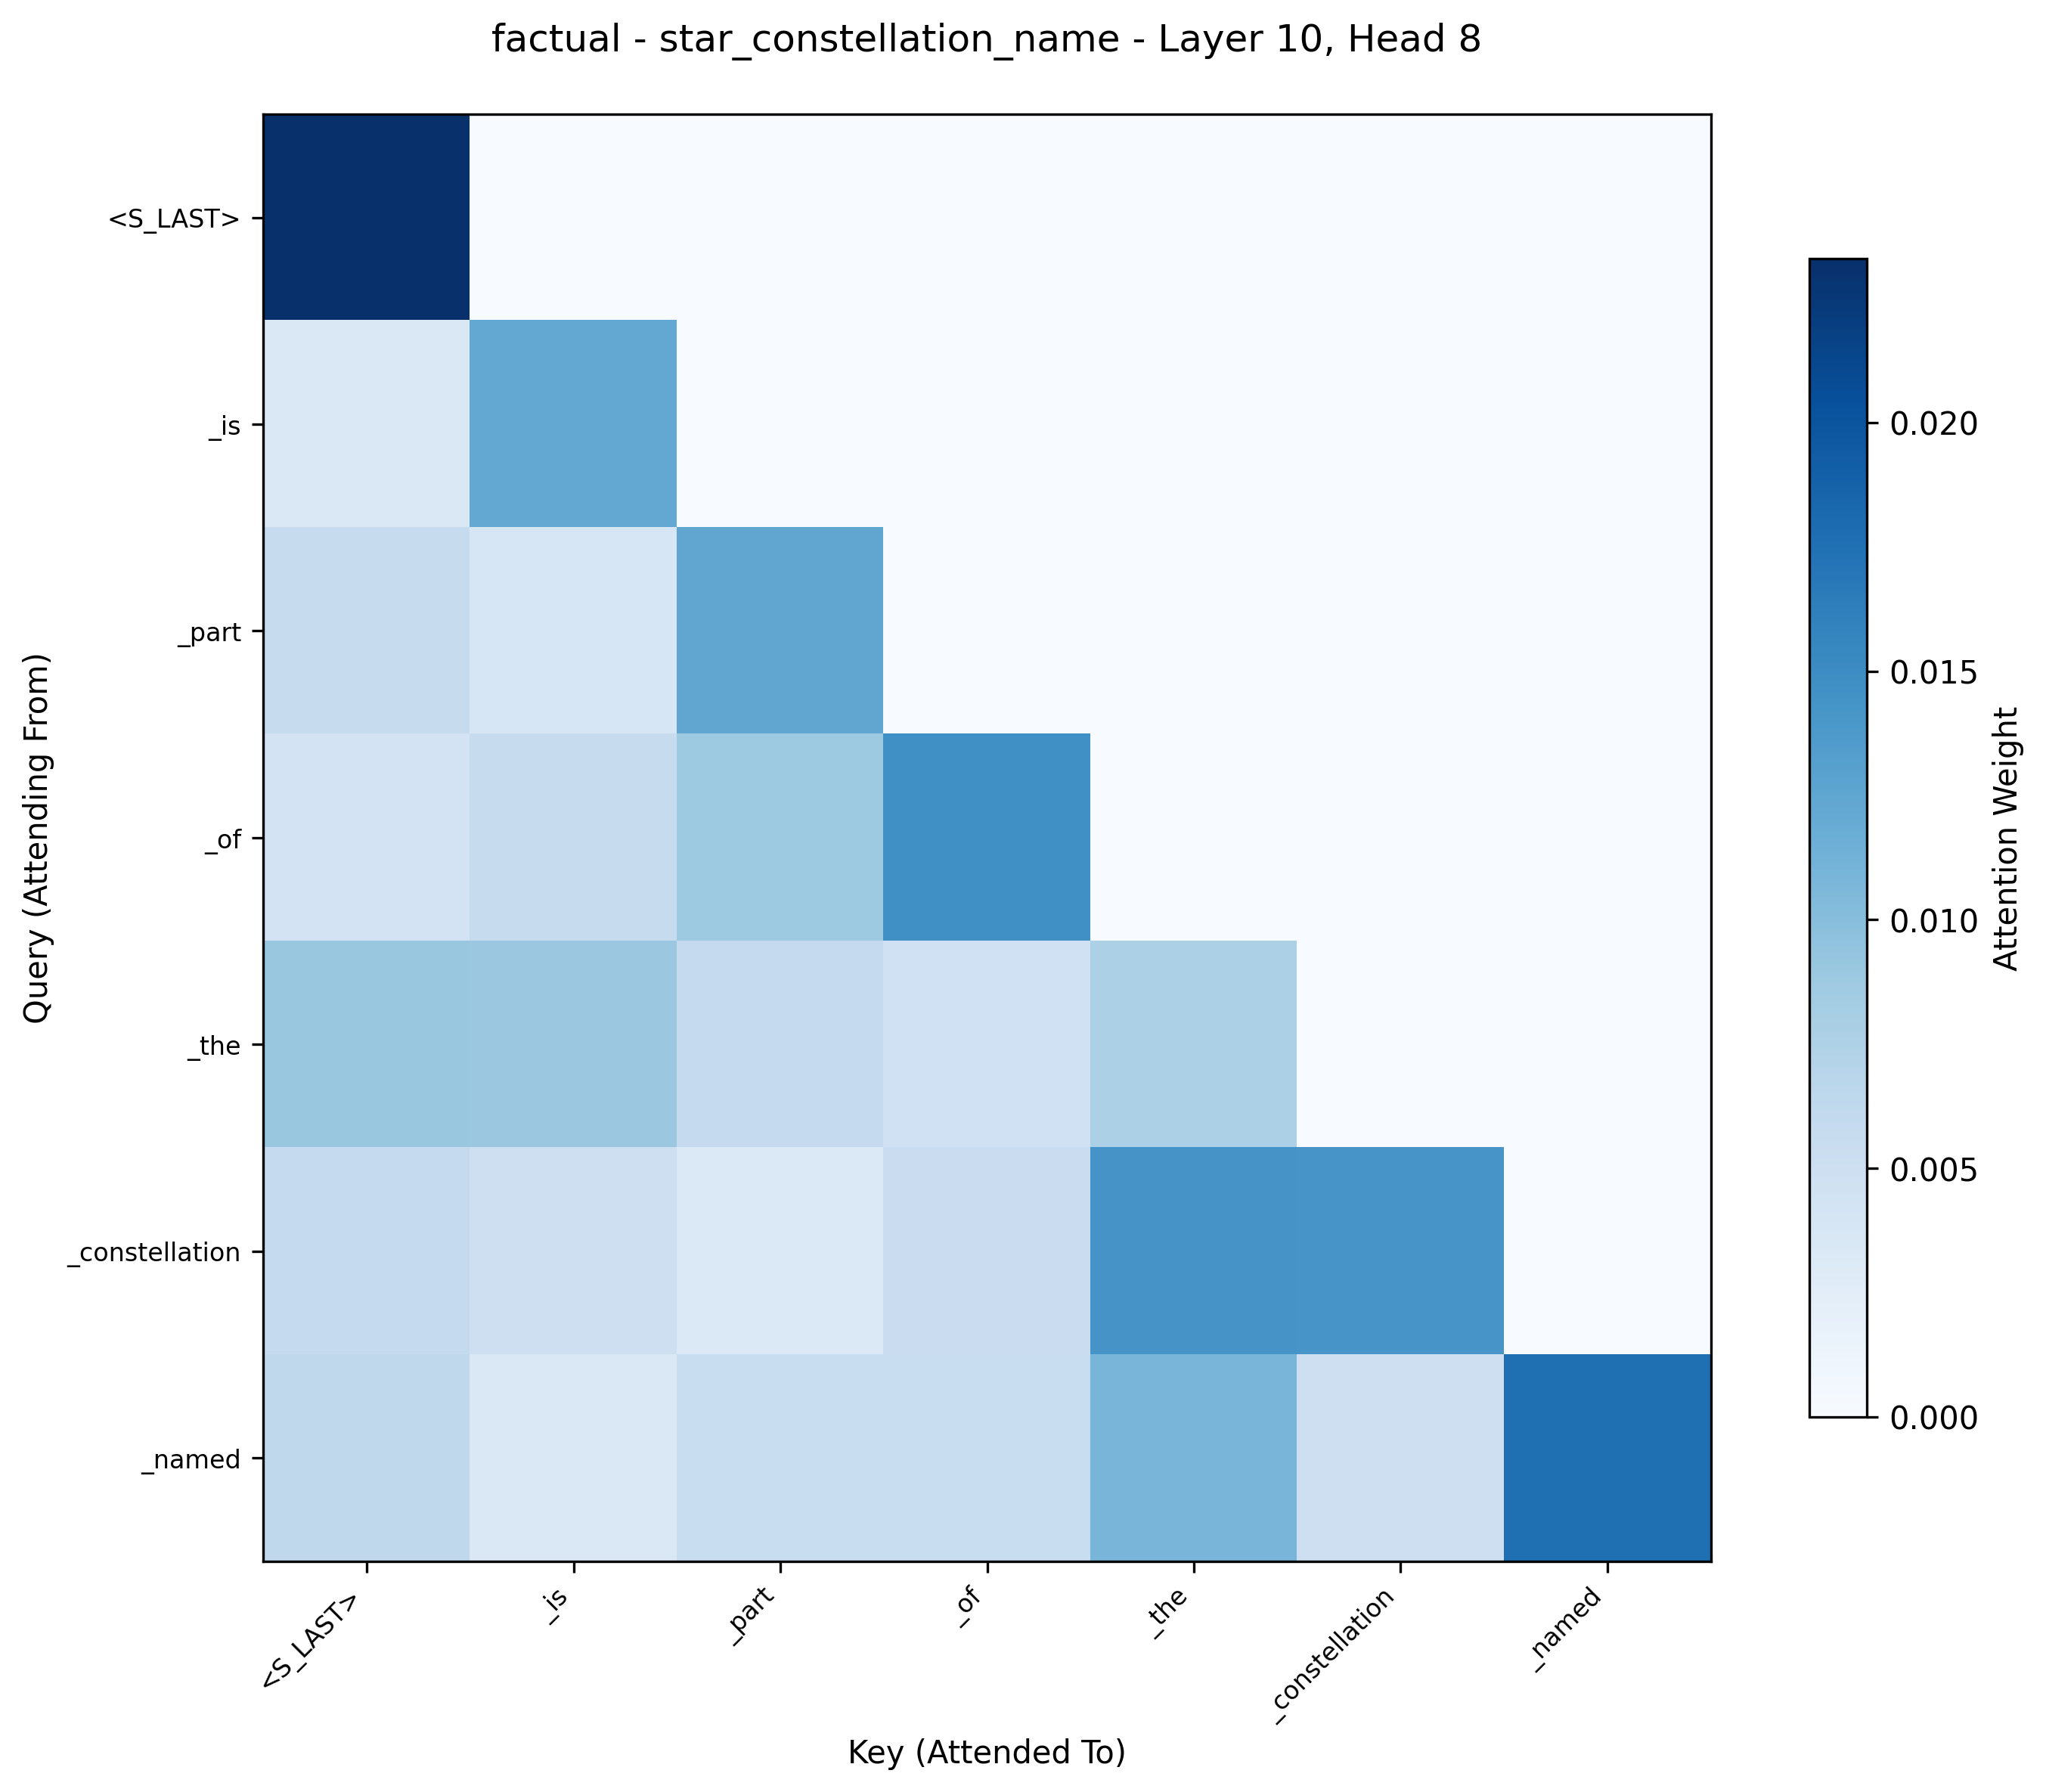 factual - star_constellation_name - Layer 10, Head 8
Query (Attending From)
<S_LAST>
_is
_part
_of
_the
_constellation
_named
<S_LAST>
_is
_part
_of
_the
_constellation
_named
Key (Attended To)
0.020
0.015
0.010
0.005
0.000
Attention Weight